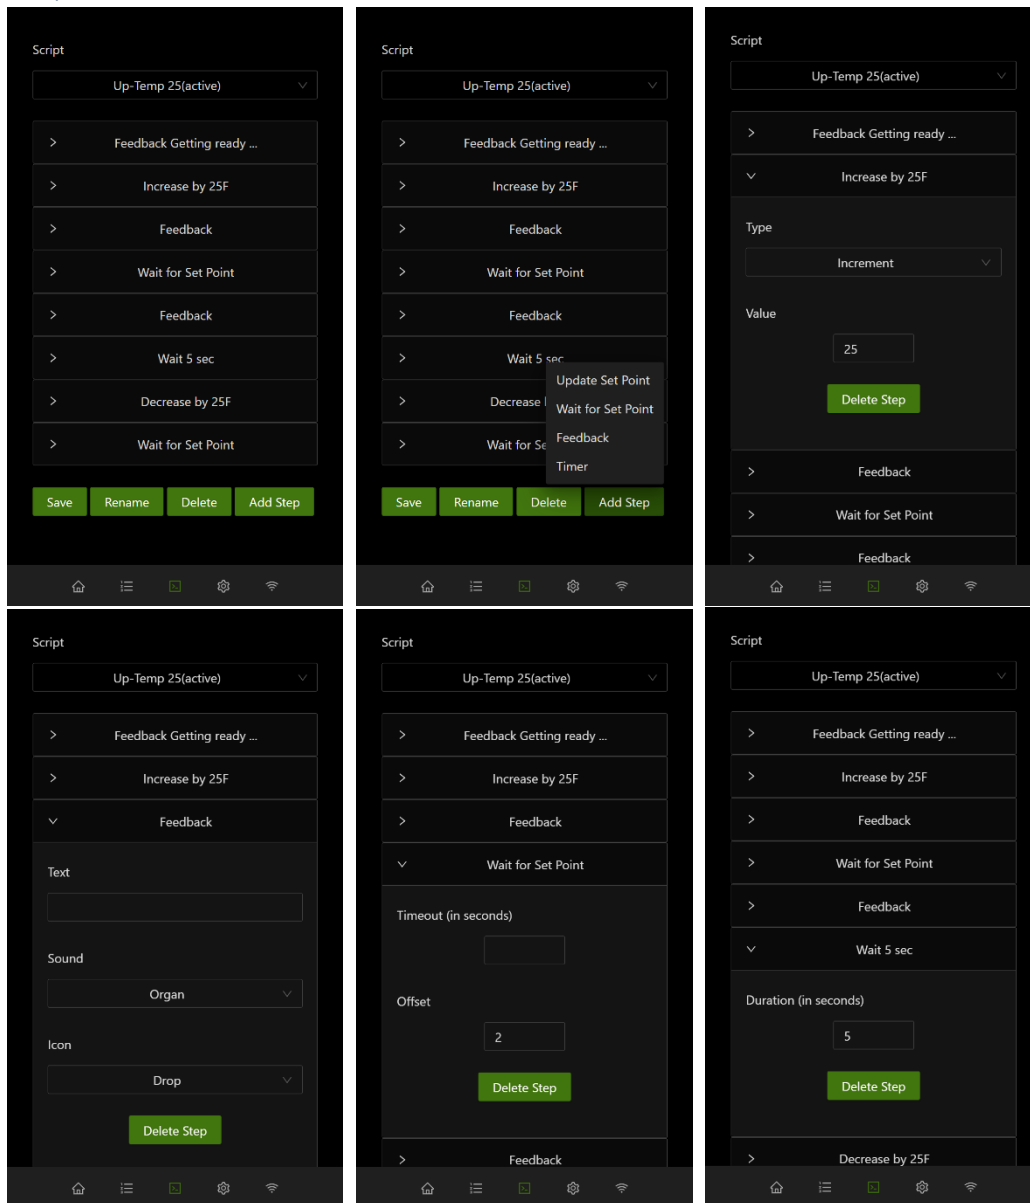 Script
Up-Temp 25(active)
Feedback Getting ready ...
Increase by 25F
Feedback
Wait for Set Point
Feedback
Wait 5 sec
Decrease by 25F
Wait for Set Point
Save Rename Delete Add Step
Script
Up-Temp 25(active)
Feedback Getting ready ...
Increase by 25F
Feedback
Wait for Set Point
Feedback
Wait 5 sec
Decrease
Wait for Se
Update Set Point
Wait for Set Point
Feedback
Timer
Save Rename Delete Add Step
Script
Up-Temp 25(active)
Feedback Getting ready ...
Increase by 25F
Type
Increment
Value
25
Delete Step
Feedback
Wait for Set Point
Feedback
Script
Up-Temp 25(active)
Feedback Getting ready ...
Increase by 25F
Feedback
Text
Sound
Organ
Icon
Drop
Delete Step
Script
Up-Temp 25(active)
Feedback Getting ready ...
Increase by 25F
Feedback
Wait for Set Point
Timeout (in seconds)
Offset
2
Delete Step
Feedback
Script
Up-Temp 25(active)
Feedback Getting ready ...
Increase by 25F
Feedback
Wait for Set Point
Feedback
Wait 5 sec
Duration (in seconds)
5
Delete Step
Decrease by 25F